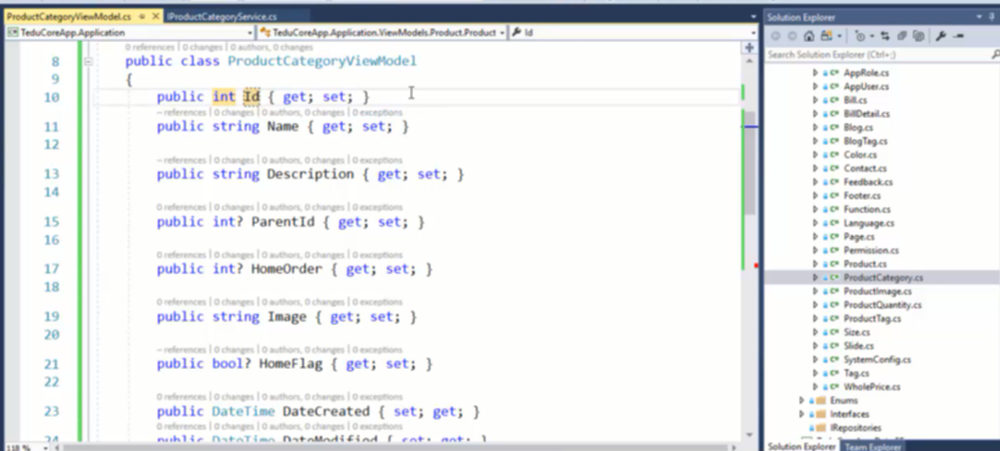 ProductCategoryViewModel.cs
IProductCategoryService.cs
TeduCoreApp.Application
TeduCoreApp.Application.ViewModels.Product.Product
Id
0 references | 0 changes | 0 authors, 0 changes
8 public class ProductCategoryViewModel
9 {
10 public int Id { get; set; }
– references | 0 changes | 0 authors, 0 changes | 0 exceptions
11 public string Name { get; set; }
12
– references | 0 changes | 0 authors, 0 changes | 0 exceptions
13 public string Description { get; set; }
14
0 references | 0 changes | 0 authors, 0 changes | 0 exceptions
15 public int? ParentId { get; set; }
16
0 references | 0 changes | 0 authors, 0 changes | 0 exceptions
17 public int? HomeOrder { get; set; }
18
0 references | 0 changes | 0 authors, 0 changes | 0 exceptions
19 public string Image { get; set; }
20
– references | 0 changes | 0 authors, 0 changes | 0 exceptions
21 public bool? HomeFlag { get; set; }
22
0 references | 0 changes | 0 authors, 0 changes | 0 exceptions
23 public DateTime DateCreated { set; get; }
0 references | 0 changes | 0 authors, 0 changes | 0 exceptions
24 public DateTime DateModified { set; get; }
118 %
Solution Explorer
Search Solution Explorer (Ctrl+;)
AppRole.cs
AppUser.cs
Bill.cs
BillDetail.cs
Blog.cs
BlogTag.cs
Color.cs
Contact.cs
Feedback.cs
Footer.cs
Function.cs
Language.cs
Page.cs
Permission.cs
Product.cs
ProductCategory.cs
ProductImage.cs
ProductQuantity.cs
ProductTag.cs
Size.cs
Slide.cs
SystemConfig.cs
Tag.cs
WholePrice.cs
Enums
Interfaces
IRepositories
Solution Explorer
Team Explorer